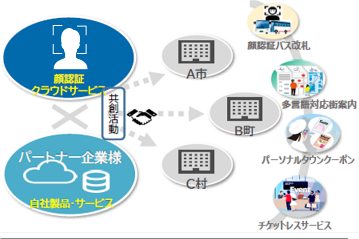 顔認証
クラウドサービス
共創活動
パートナー企業様
自社製品・サービス
A市
B町
C村
顔認証バス改札
多言語対応街案内
パーソナルタウンクーポン
Event
チケットレスサービス